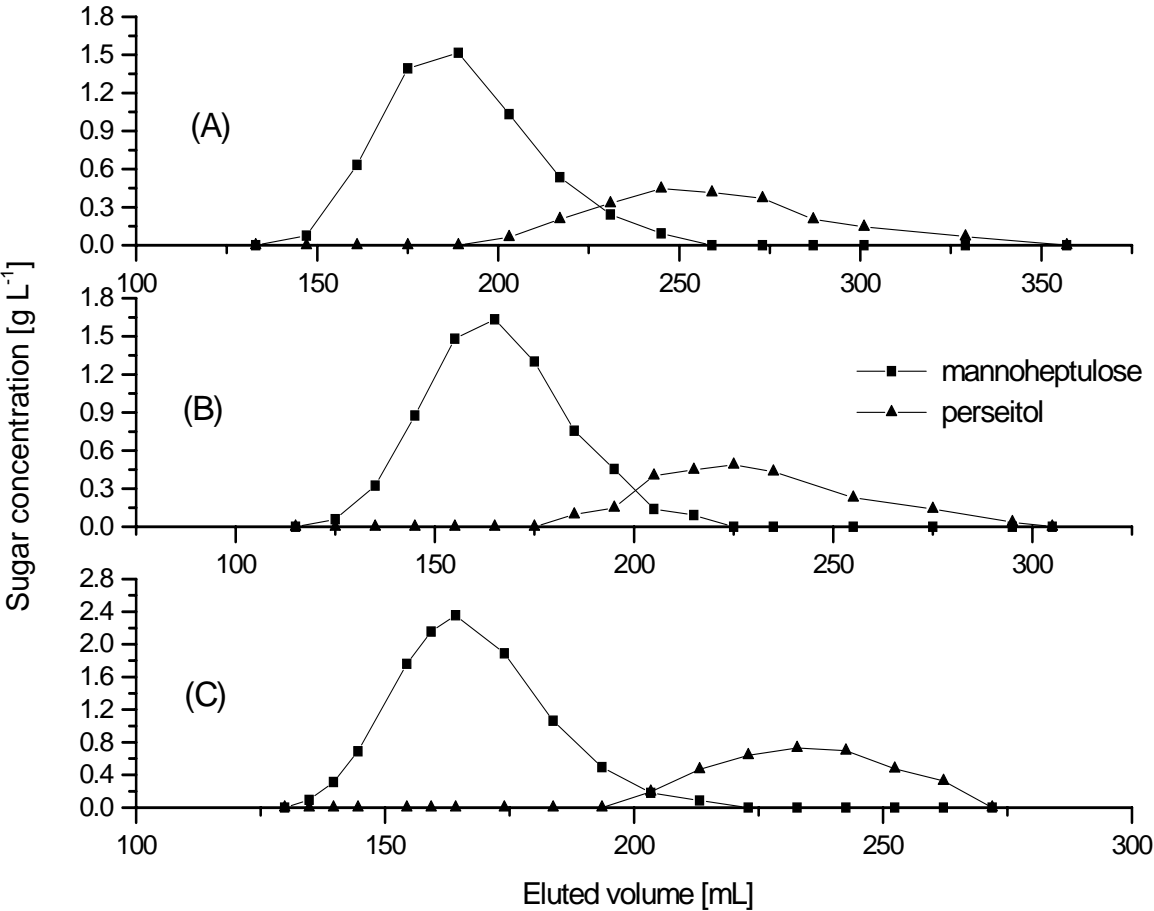 1.8
1.5
1.2
0.9
0.6
0.3
0.0
(A)
100 150 200 250 300 350
1.8
1.5
1.2
0.9
0.6
0.3
0.0
(B)
mannoheptulose
perseitol
100 150 200 250 300
2.8
2.4
2.0
1.6
1.2
0.8
0.4
0.0
(C)
100 150 200 250 300
Sugar concentration [g L⁻¹]
Eluted volume [mL]